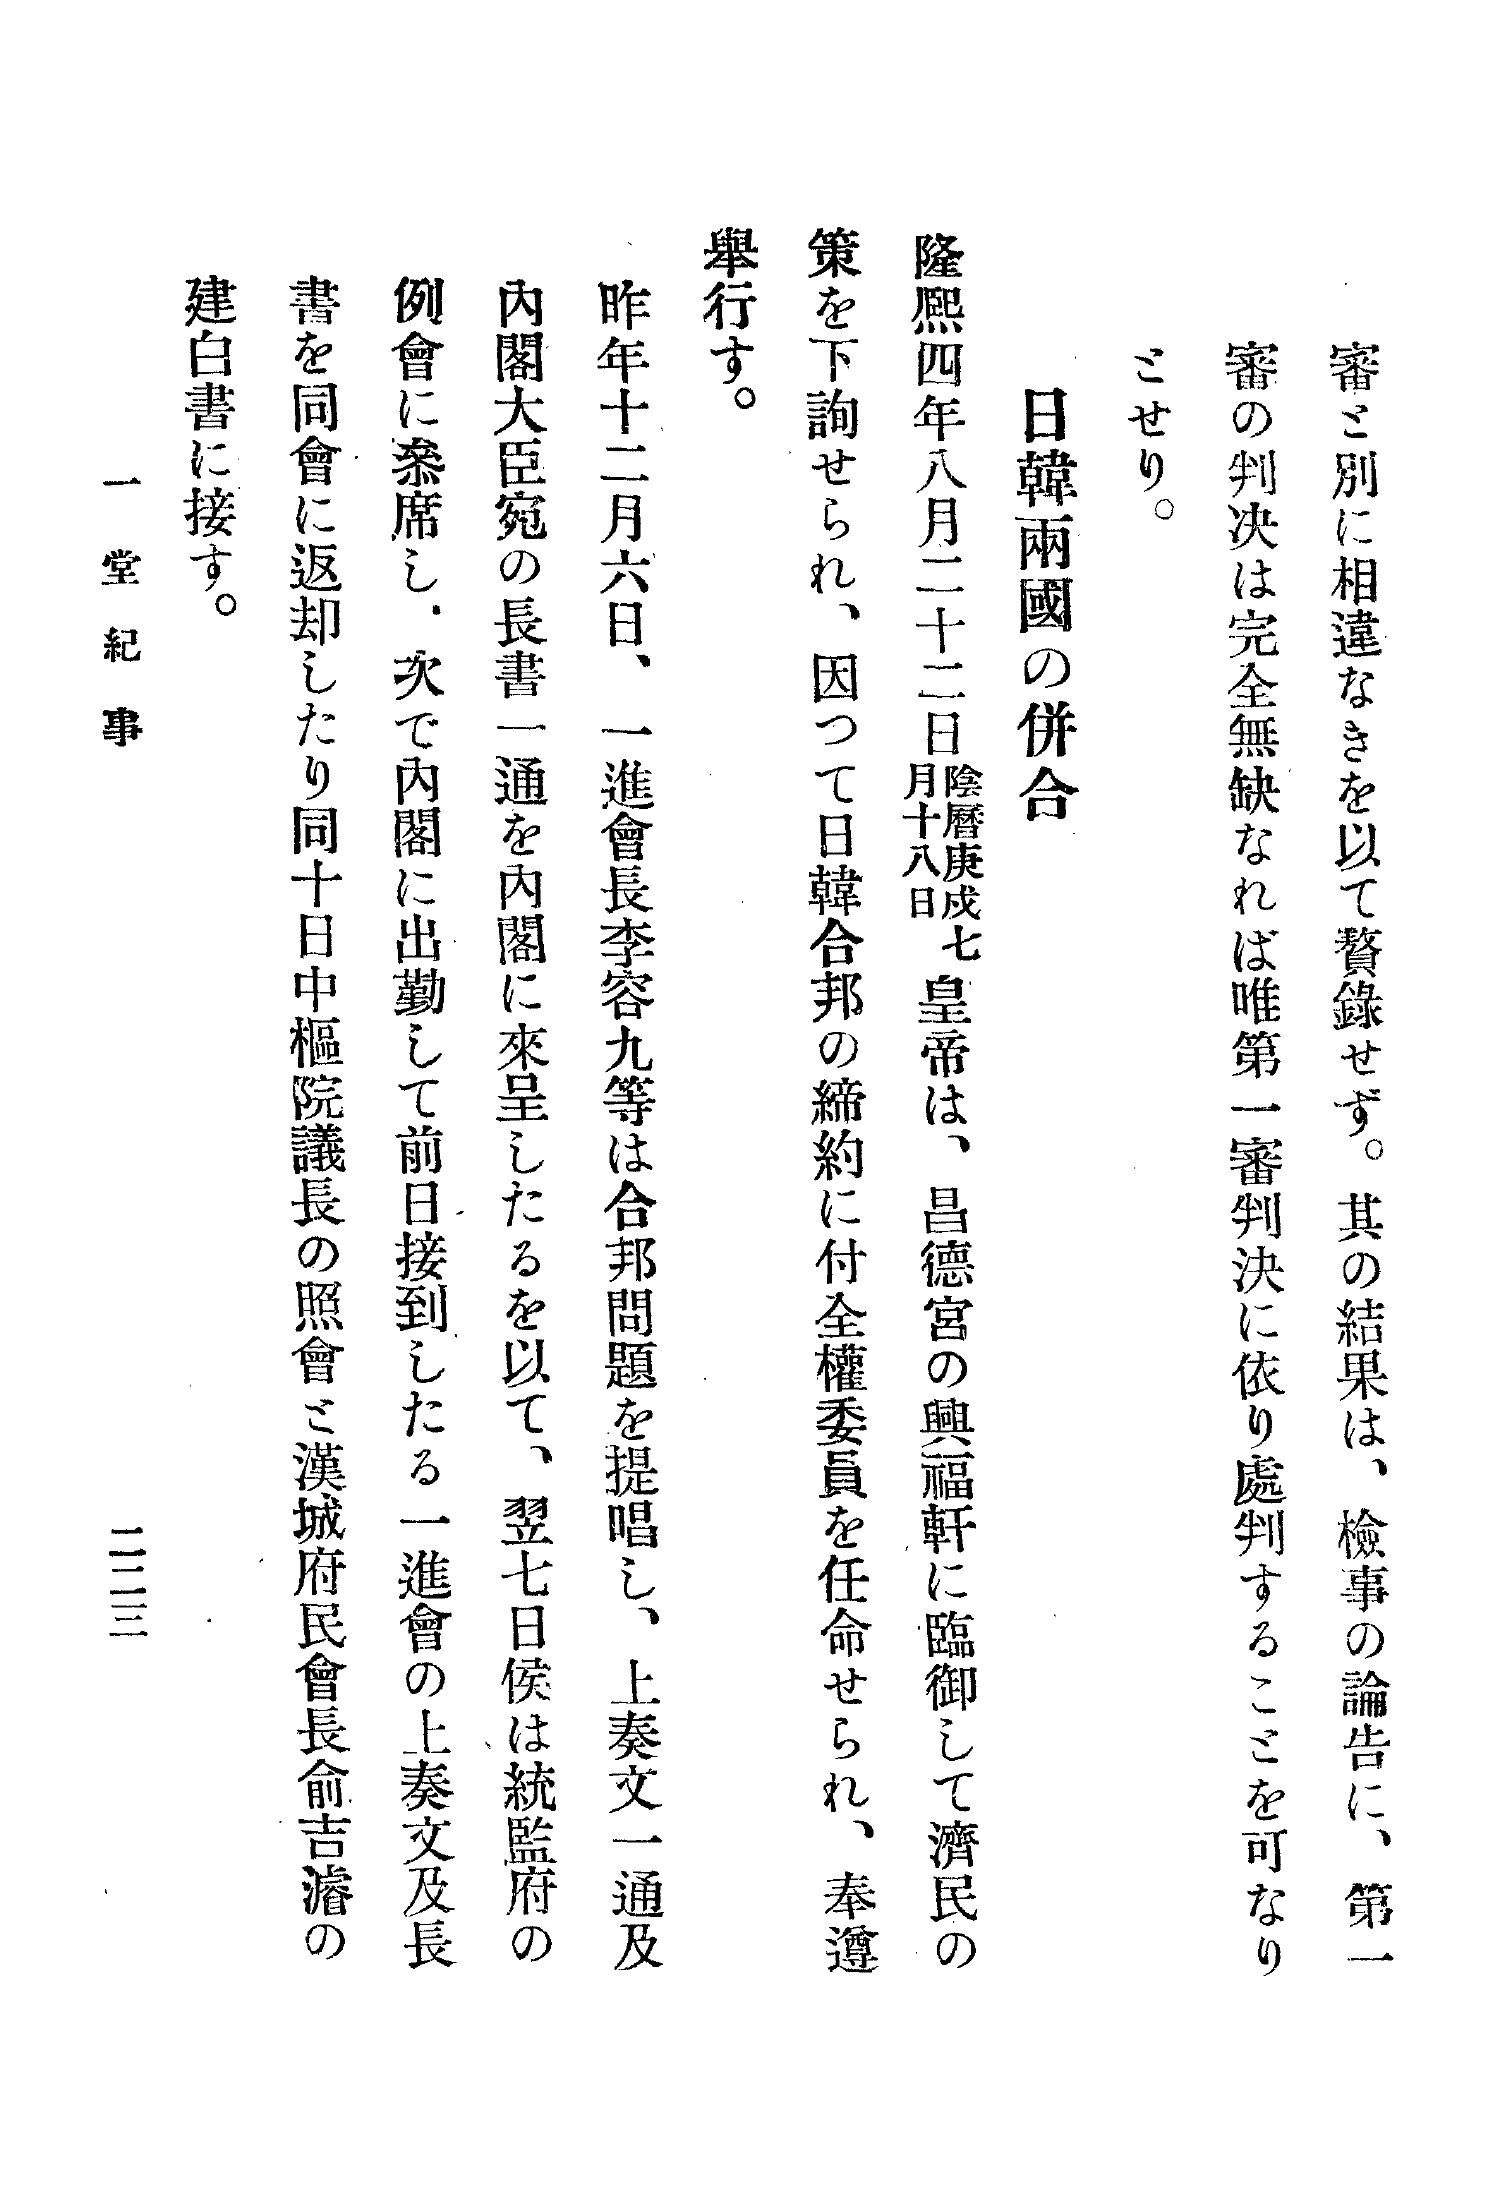 審と別に相違なきを以て贅錄せず。其の結果は、檢事の論告に、第一
審の判决は完全無缺なれば唯第一審判決に依り處判することを可なり
とせり。
日韓兩國の併合
隆熙四年八月二十二日陰曆庚戍七月十八日皇帝は、昌德宮の興福軒に臨御して濟民の
策を下詢せられ、因つて日韓合邦の締約に付全權委員を任命せられ、奉遵
舉行す。
昨年十二月六日、一進會長李容九等は合邦問題を提唱し、上奏文一通及
內閣大臣宛の長書一通を內閣に來呈したるを以て、翌七日侯は統監府の
例會に叅席し、次で內閣に出勤して前日接到したる一進會の上奏文及長
書を同會に返却したり同十日中樞院議長の照會と漢城府民會長俞吉濬の
建白書に接す。
一堂紀事
二二三